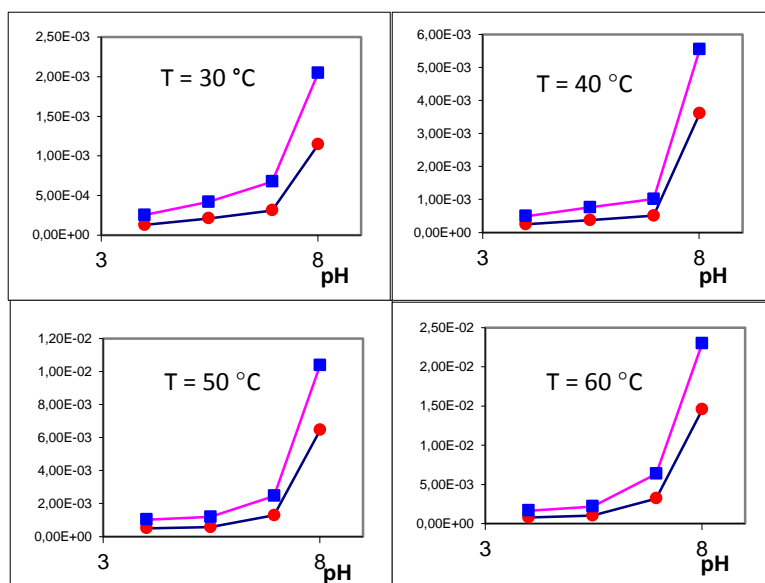 2,50E-03
2,00E-03
1,50E-03
1,00E-03
5,00E-04
0,00E+00
T = 30 °C
3 8
pH
6,00E-03
5,00E-03
4,00E-03
3,00E-03
2,00E-03
1,00E-03
0,00E+00
T = 40 °C
3 8
pH
1,20E-02
1,00E-02
8,00E-03
6,00E-03
4,00E-03
2,00E-03
0,00E+00
T = 50 °C
3 8
pH
2,50E-02
2,00E-02
1,50E-02
1,00E-02
5,00E-03
0,00E+00
T = 60 °C
3 8
pH